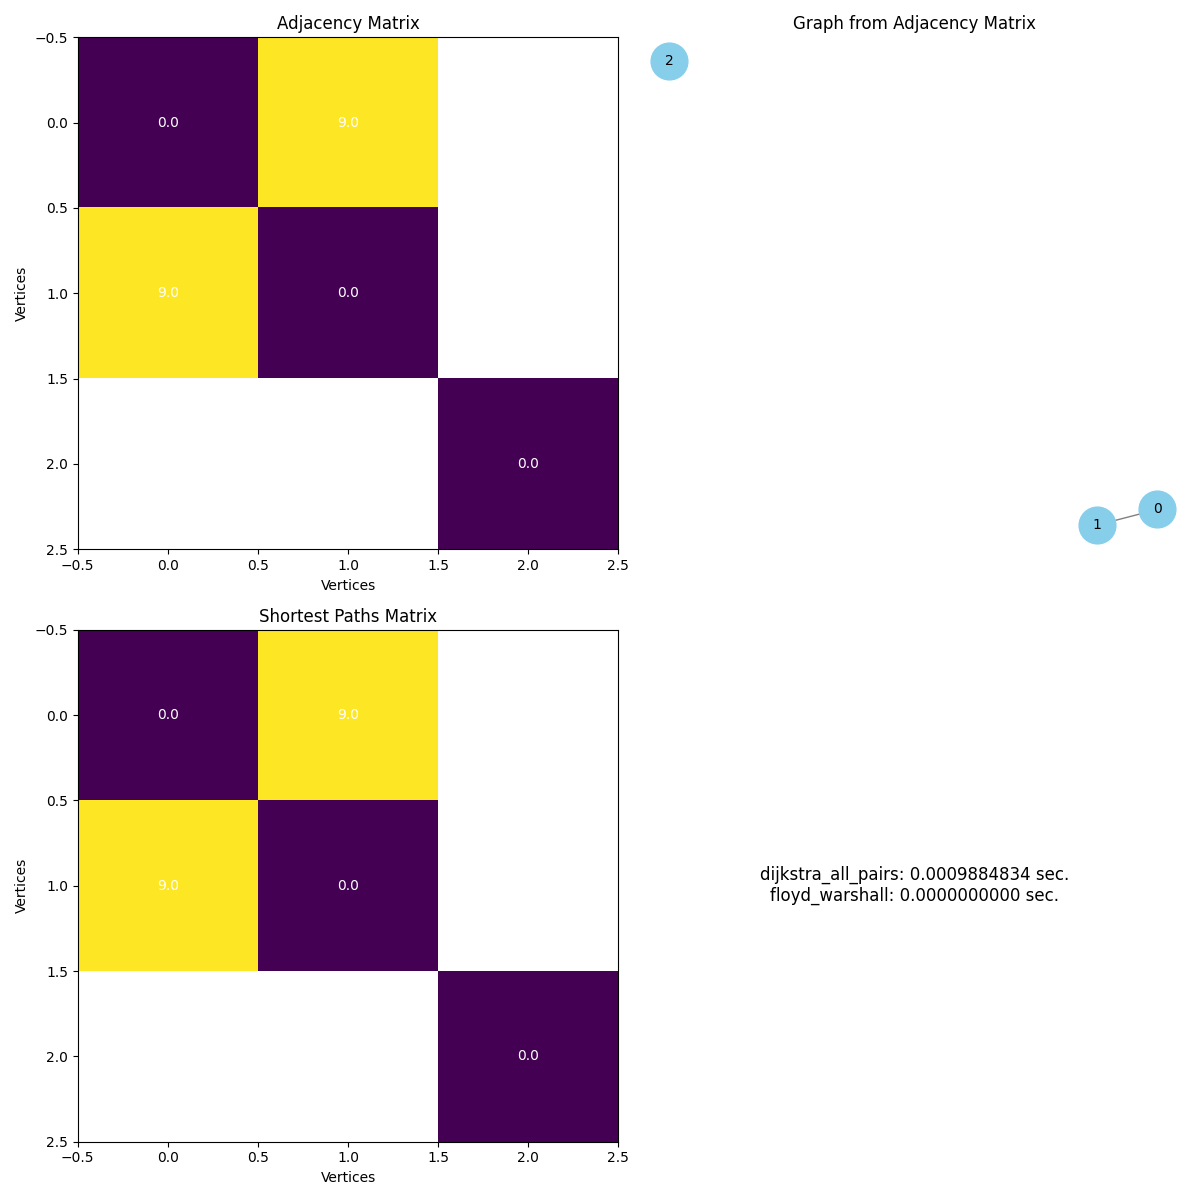 Adjacency Matrix
−0.5
0.0
0.5
1.0
1.5
2.0
2.5
Vertices
0.0 9.0
9.0 0.0
0.0
−0.5 0.0 0.5 1.0 1.5 2.0 2.5
Vertices
Graph from Adjacency Matrix
2
0
1
Shortest Paths Matrix
−0.5
0.0
0.5
1.0
1.5
2.0
2.5
Vertices
0.0 9.0
9.0 0.0
0.0
−0.5 0.0 0.5 1.0 1.5 2.0 2.5
Vertices
dijkstra_all_pairs: 0.0009884834 sec.
floyd_warshall: 0.0000000000 sec.